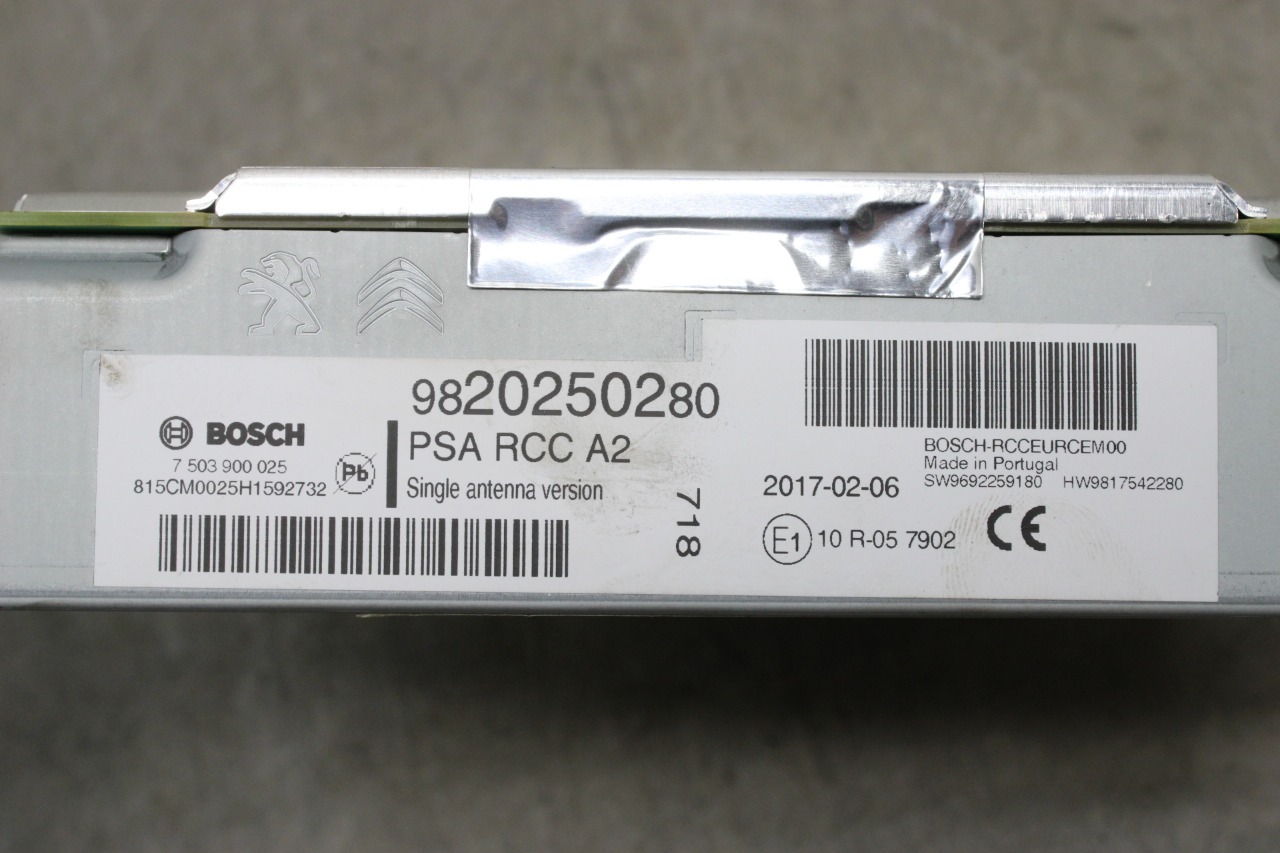 9820250280
BOSCH
PSA RCC A2
7 503 900 025
815CM0025H1592732
Pb
Single antenna version
718
BOSCH-RCCEURCEM00
Made in Portugal
2017-02-06
SW9692259180 HW9817542280
E1 10 R-05 7902
CE